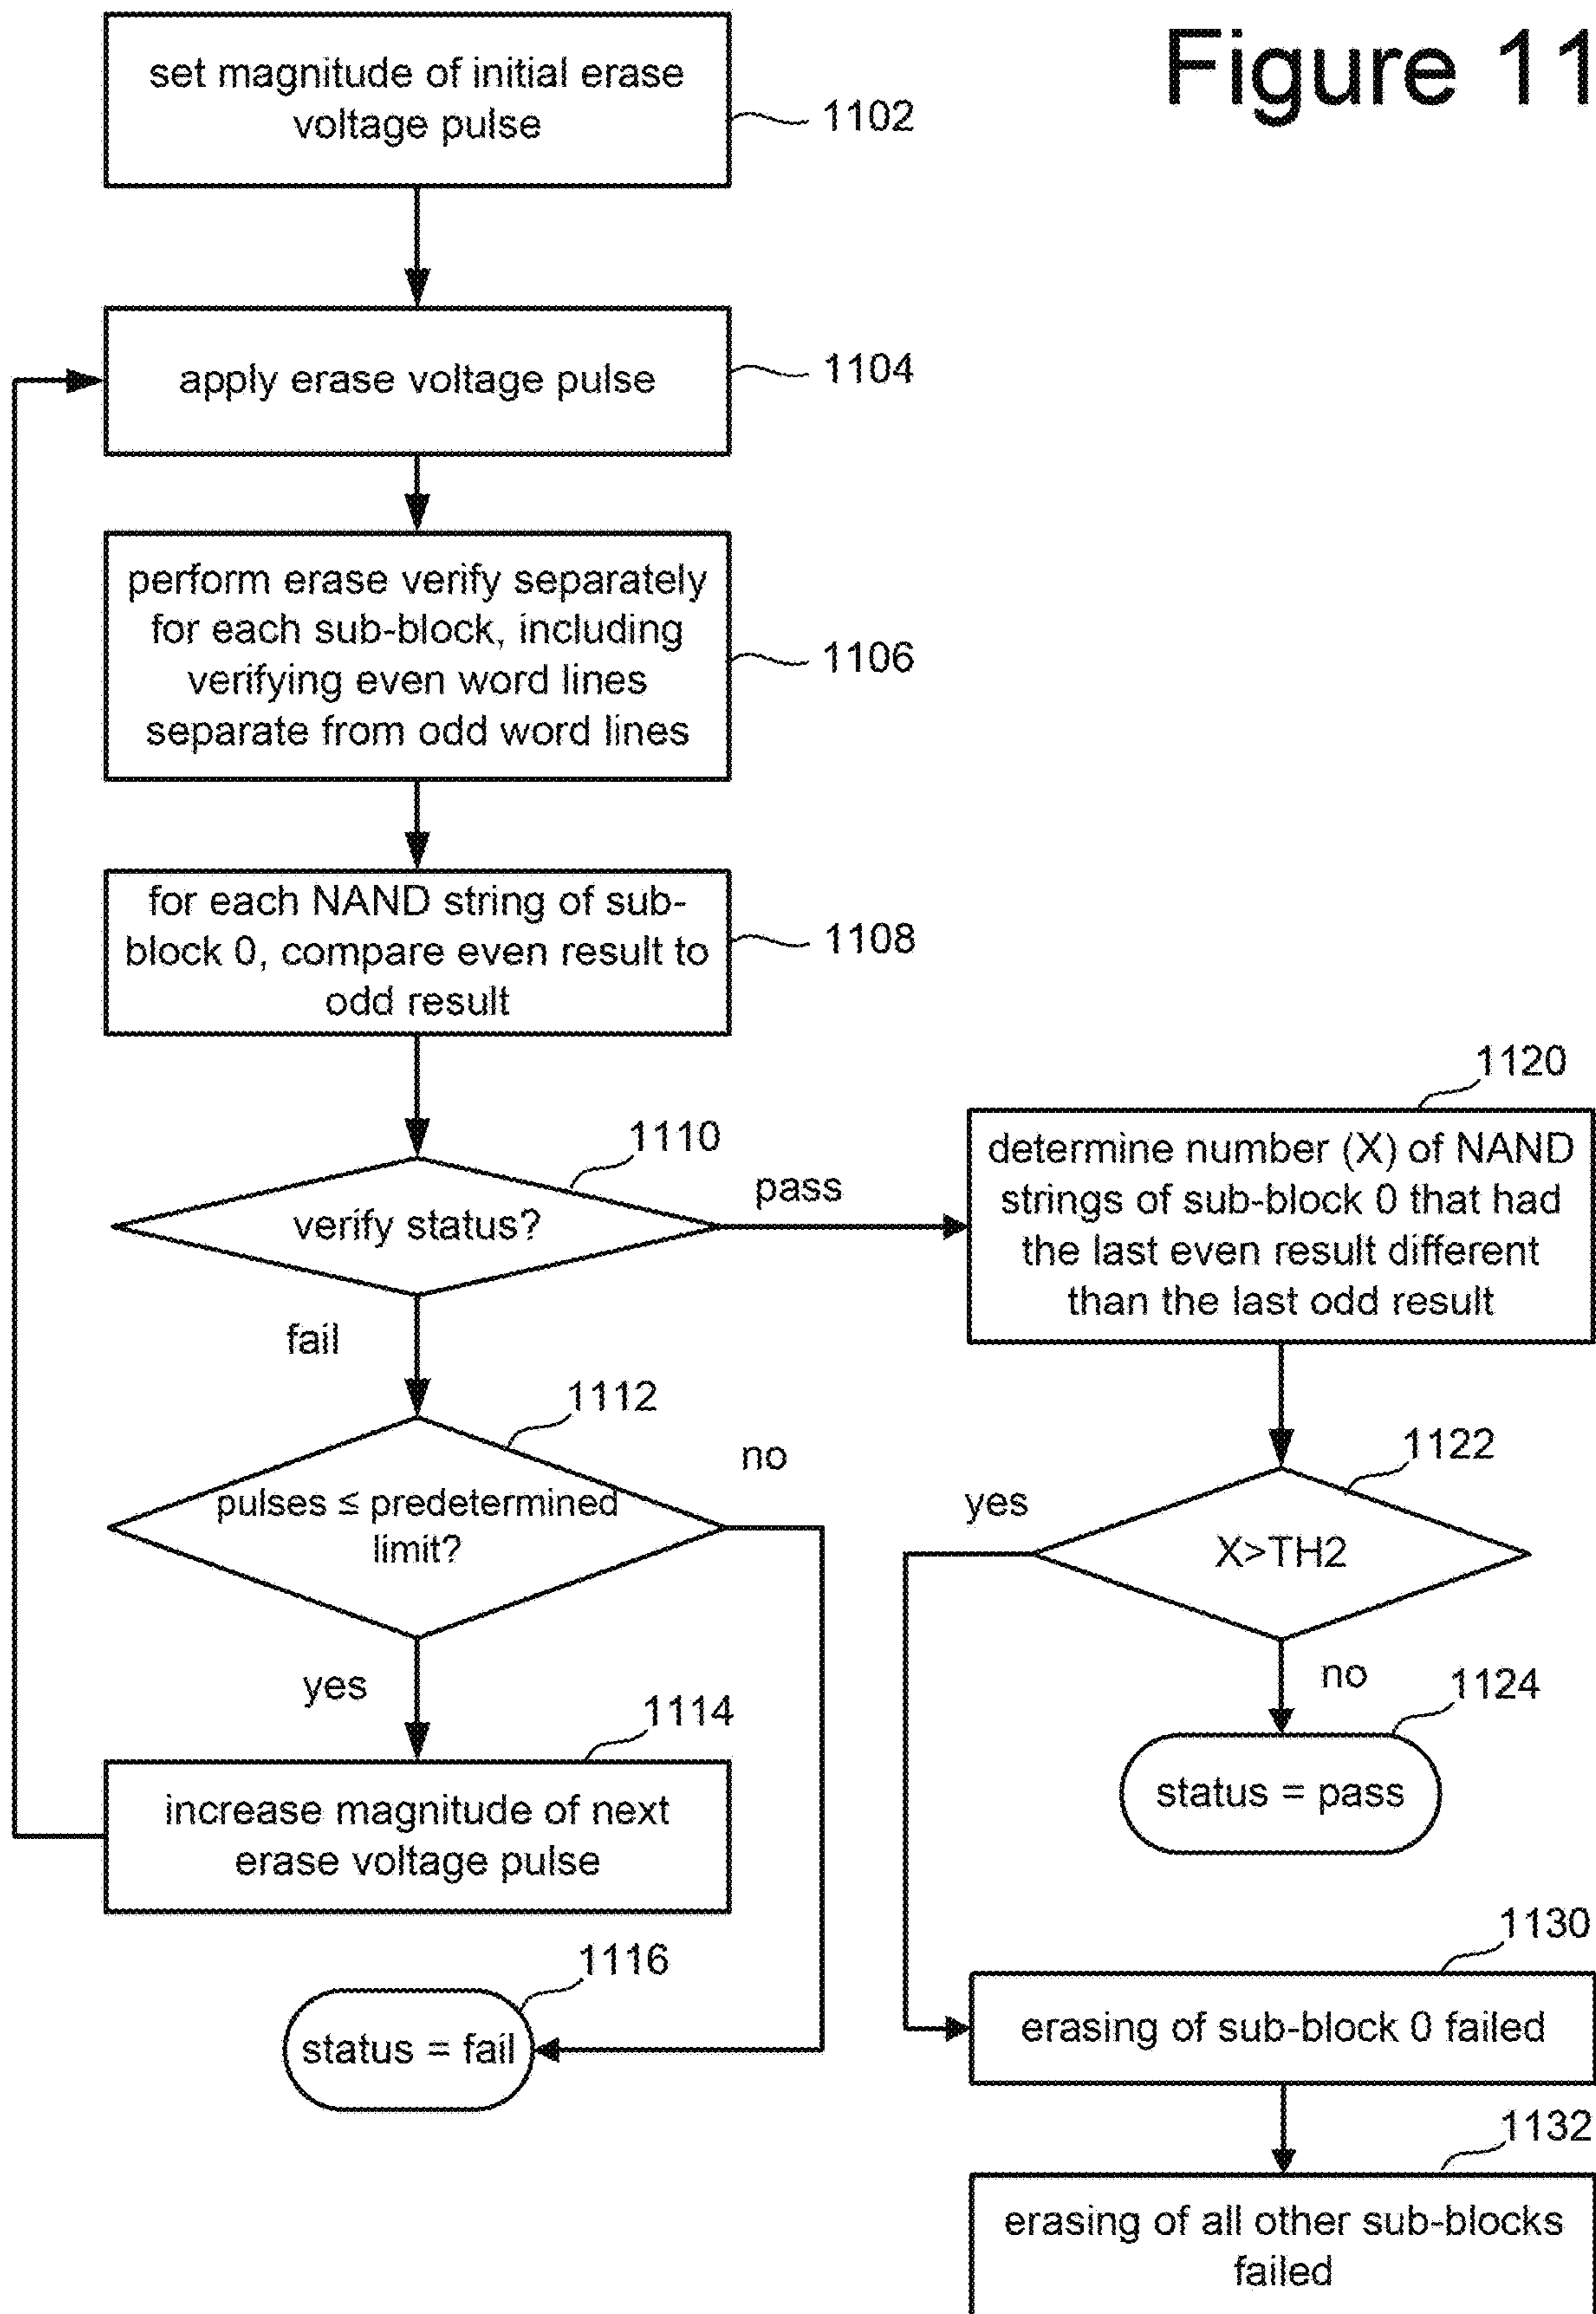 Figure 11
set magnitude of initial erase
voltage pulse
1102
apply erase voltage pulse
1104
perform erase verify separately
for each sub-block, including
verifying even word lines
separate from odd word lines
1106
for each NAND string of sub-
block 0, compare even result to
odd result
1108
1110
verify status?
pass
fail
1112
pulses ≤ predetermined
limit?
no
yes
1114
increase magnitude of next
erase voltage pulse
1116
status = fail
1120
determine number (X) of NAND
strings of sub-block 0 that had
the last even result different
than the last odd result
1122
X>TH2
yes
no
1124
status = pass
1130
erasing of sub-block 0 failed
1132
erasing of all other sub-blocks
failed